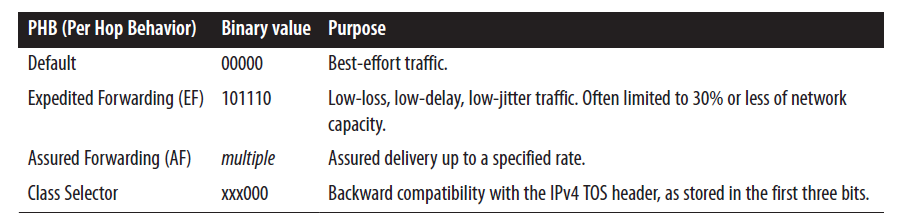 PHB (Per Hop Behavior) Binary value Purpose
Default 00000 Best-effort traffic.
Expedited Forwarding (EF) 101110 Low-loss, low-delay, low-jitter traffic. Often limited to 30% or less of network
capacity.
Assured Forwarding (AF) multiple Assured delivery up to a specified rate.
Class Selector xxx000 Backward compatibility with the IPv4 TOS header, as stored in the first three bits.